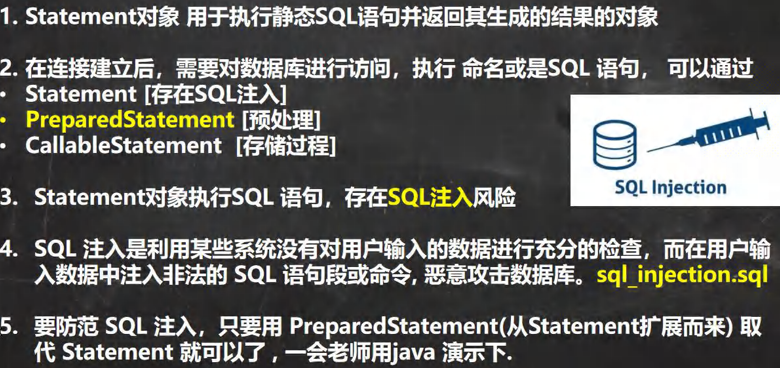 1. Statement对象 用于执行静态SQL语句并返回其生成的结果的对象
2. 在连接建立后，需要对数据库进行访问，执行 命名或是SQL 语句， 可以通过
• Statement [存在SQL注入]
• PreparedStatement [预处理]
• CallableStatement [存储过程]
SQL Injection
3. Statement对象执行SQL 语句，存在SQL注入风险
4. SQL 注入是利用某些系统没有对用户输入的数据进行充分的检查，而在用户输
入数据中注入非法的 SQL 语句段或命令, 恶意攻击数据库。sql_injection.sql
5. 要防范 SQL 注入，只要用 PreparedStatement(从Statement扩展而来) 取
代 Statement 就可以了 , 一会老师用java 演示下.